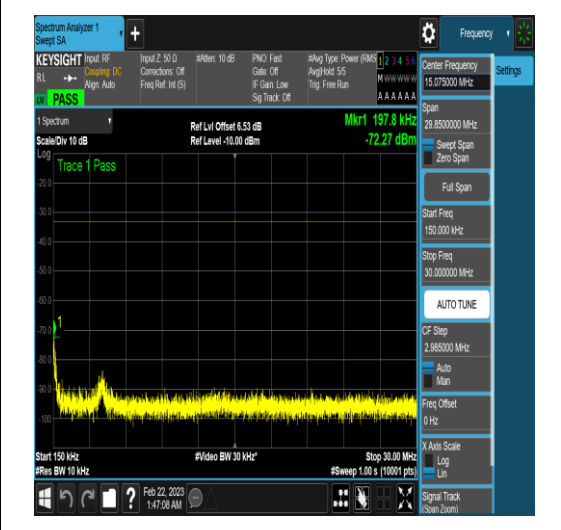 Spectrum Analyzer 1
Swept SA
Frequency
KEYSIGHT
RL
PASS
Input: RF
Coupling: DC
Align: Auto
Input Z: 50 Ω
Corrections: Off
Freq Ref: Int (S)
#Atten: 10 dB
PNO: Fast
Gate: Off
IF Gain: Low
Sig Track: Off
#Avg Type: Power (RMS
Avg|Hold: 5/5
Trig: Free Run
1 2 3 4 5 6
M W W W W W
A A A A A A
1 Spectrum
Scale/Div 10 dB
Ref Lvl Offset 6.53 dB
Ref Level -10.00 dBm
Mkr1 197.8 kHz
-72.27 dBm
Log
Trace 1 Pass
-20.0
-30.0
-40.0
-50.0
-60.0
-70.0
-80.0
-90.0
-100
1
Start 150 kHz
#Res BW 10 kHz
#Video BW 30 kHz*
Stop 30.00 MHz
#Sweep 1.00 s (10001 pts)
Feb 22, 2023
1:47:08 AM
Center Frequency
15.075000 MHz
Settings
Span
29.8500000 MHz
Swept Span
Zero Span
Full Span
Start Freq
150.000 kHz
Stop Freq
30.000000 MHz
AUTO TUNE
CF Step
2.985000 MHz
Auto
Man
Freq Offset
0 Hz
X Axis Scale
Log
Lin
Signal Track
(Span Zoom)